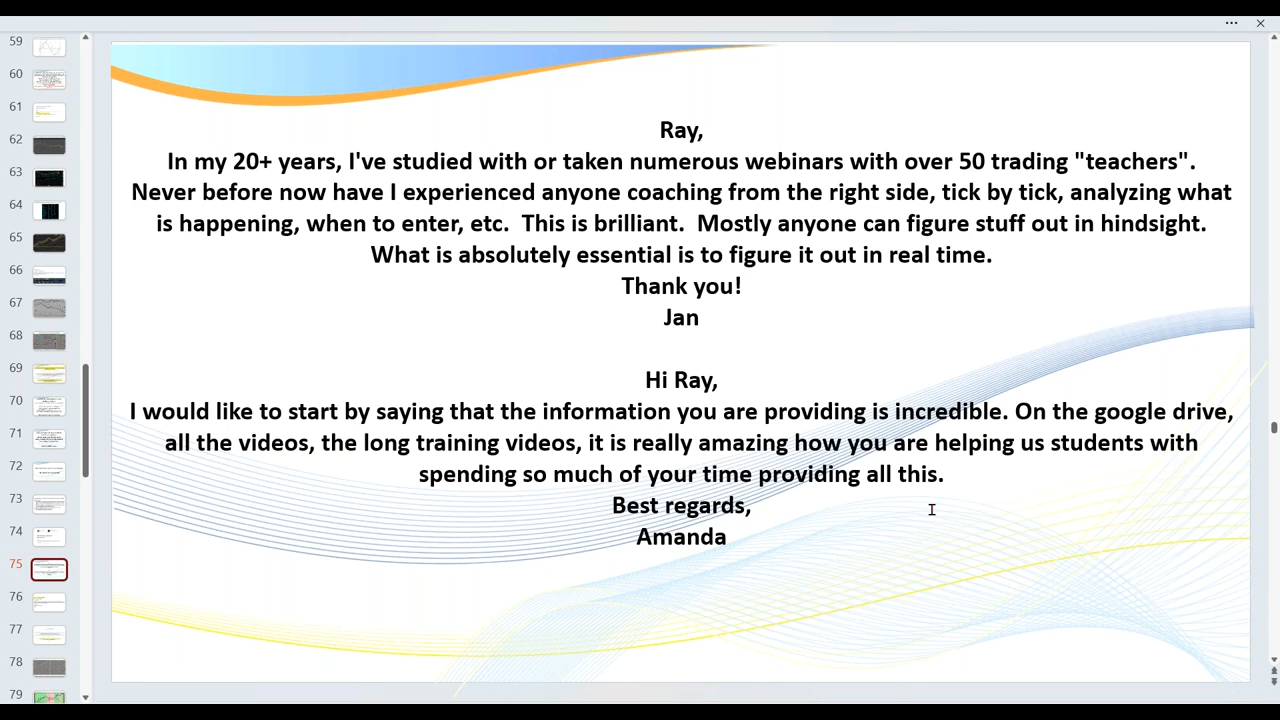 59
60
61
62
63
64
65
66
67
68
69
70
71
72
73
74
75
76
77
78
79
Ray,
In my 20+ years, I've studied with or taken numerous webinars with over 50 trading "teachers".
Never before now have I experienced anyone coaching from the right side, tick by tick, analyzing what
is happening, when to enter, etc.  This is brilliant.  Mostly anyone can figure stuff out in hindsight.
What is absolutely essential is to figure it out in real time.
Thank you!
Jan
Hi Ray,
I would like to start by saying that the information you are providing is incredible. On the google drive,
all the videos, the long training videos, it is really amazing how you are helping us students with
spending so much of your time providing all this.
Best regards,
Amanda